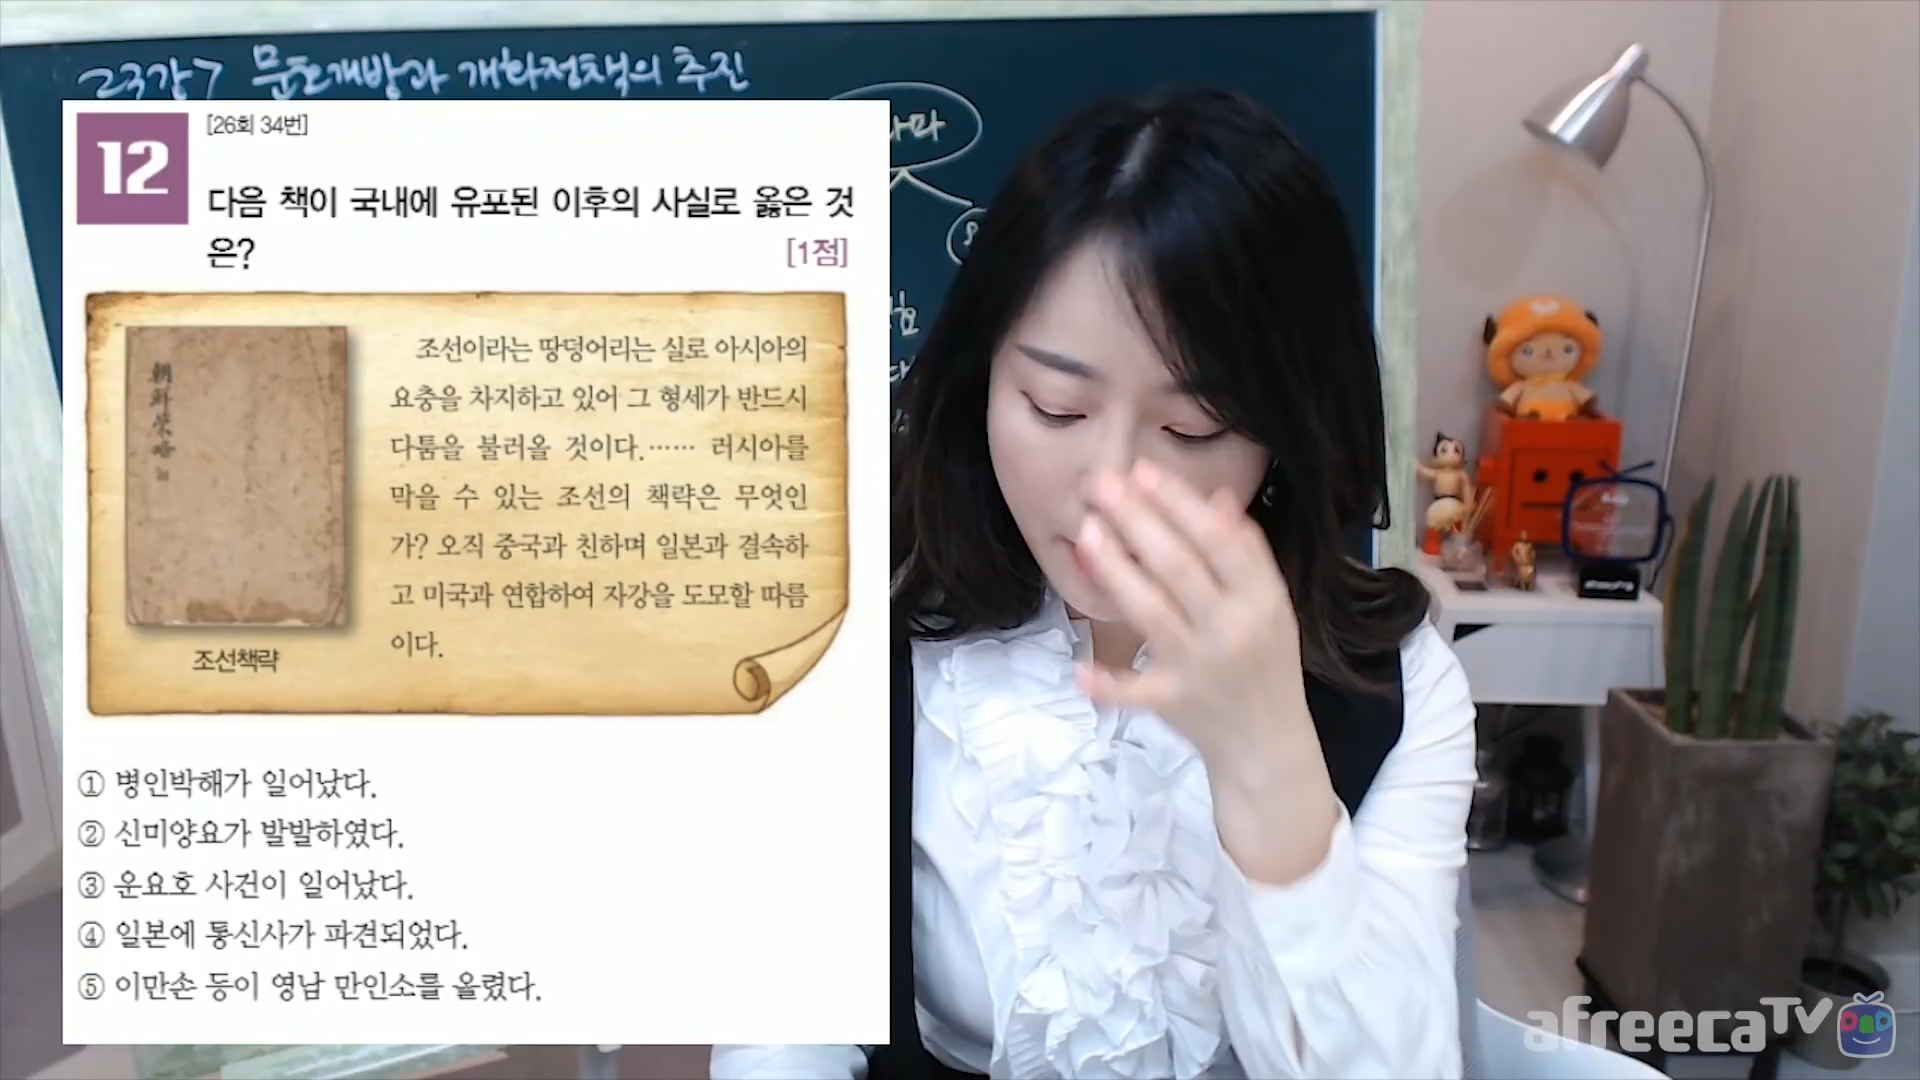 문호개방과 개화정책의 추진
12
[26회 34번]
다음 책이 국내에 유포된 이후의 사실로 옳은 것
은?
[1점]
조선이라는 땅덩어리는 실로 아시아의
요충을 차지하고 있어 그 형세가 반드시
다툼을 불러올 것이다.…… 러시아를
막을 수 있는 조선의 책략은 무엇인
가? 오직 중국과 친하며 일본과 결속하
고 미국과 연합하여 자강을 도모할 따름
이다.
朝鮮策略
조선책략
① 병인박해가 일어났다.
② 신미양요가 발발하였다.
③ 운요호 사건이 일어났다.
④ 일본에 통신사가 파견되었다.
⑤ 이만손 등이 영남 만인소를 올렸다.
afreecaTV